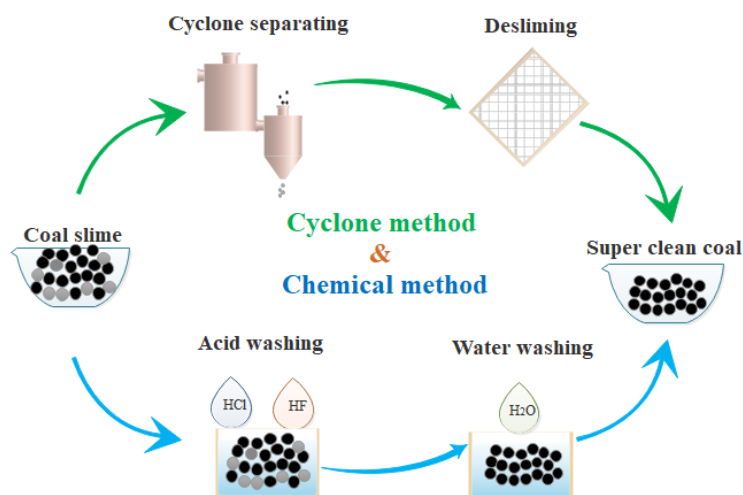 Cyclone separating
Desliming
Coal slime
Cyclone method
&
Chemical method
Super clean coal
Acid washing
Water washing
HCl
HF
H2O